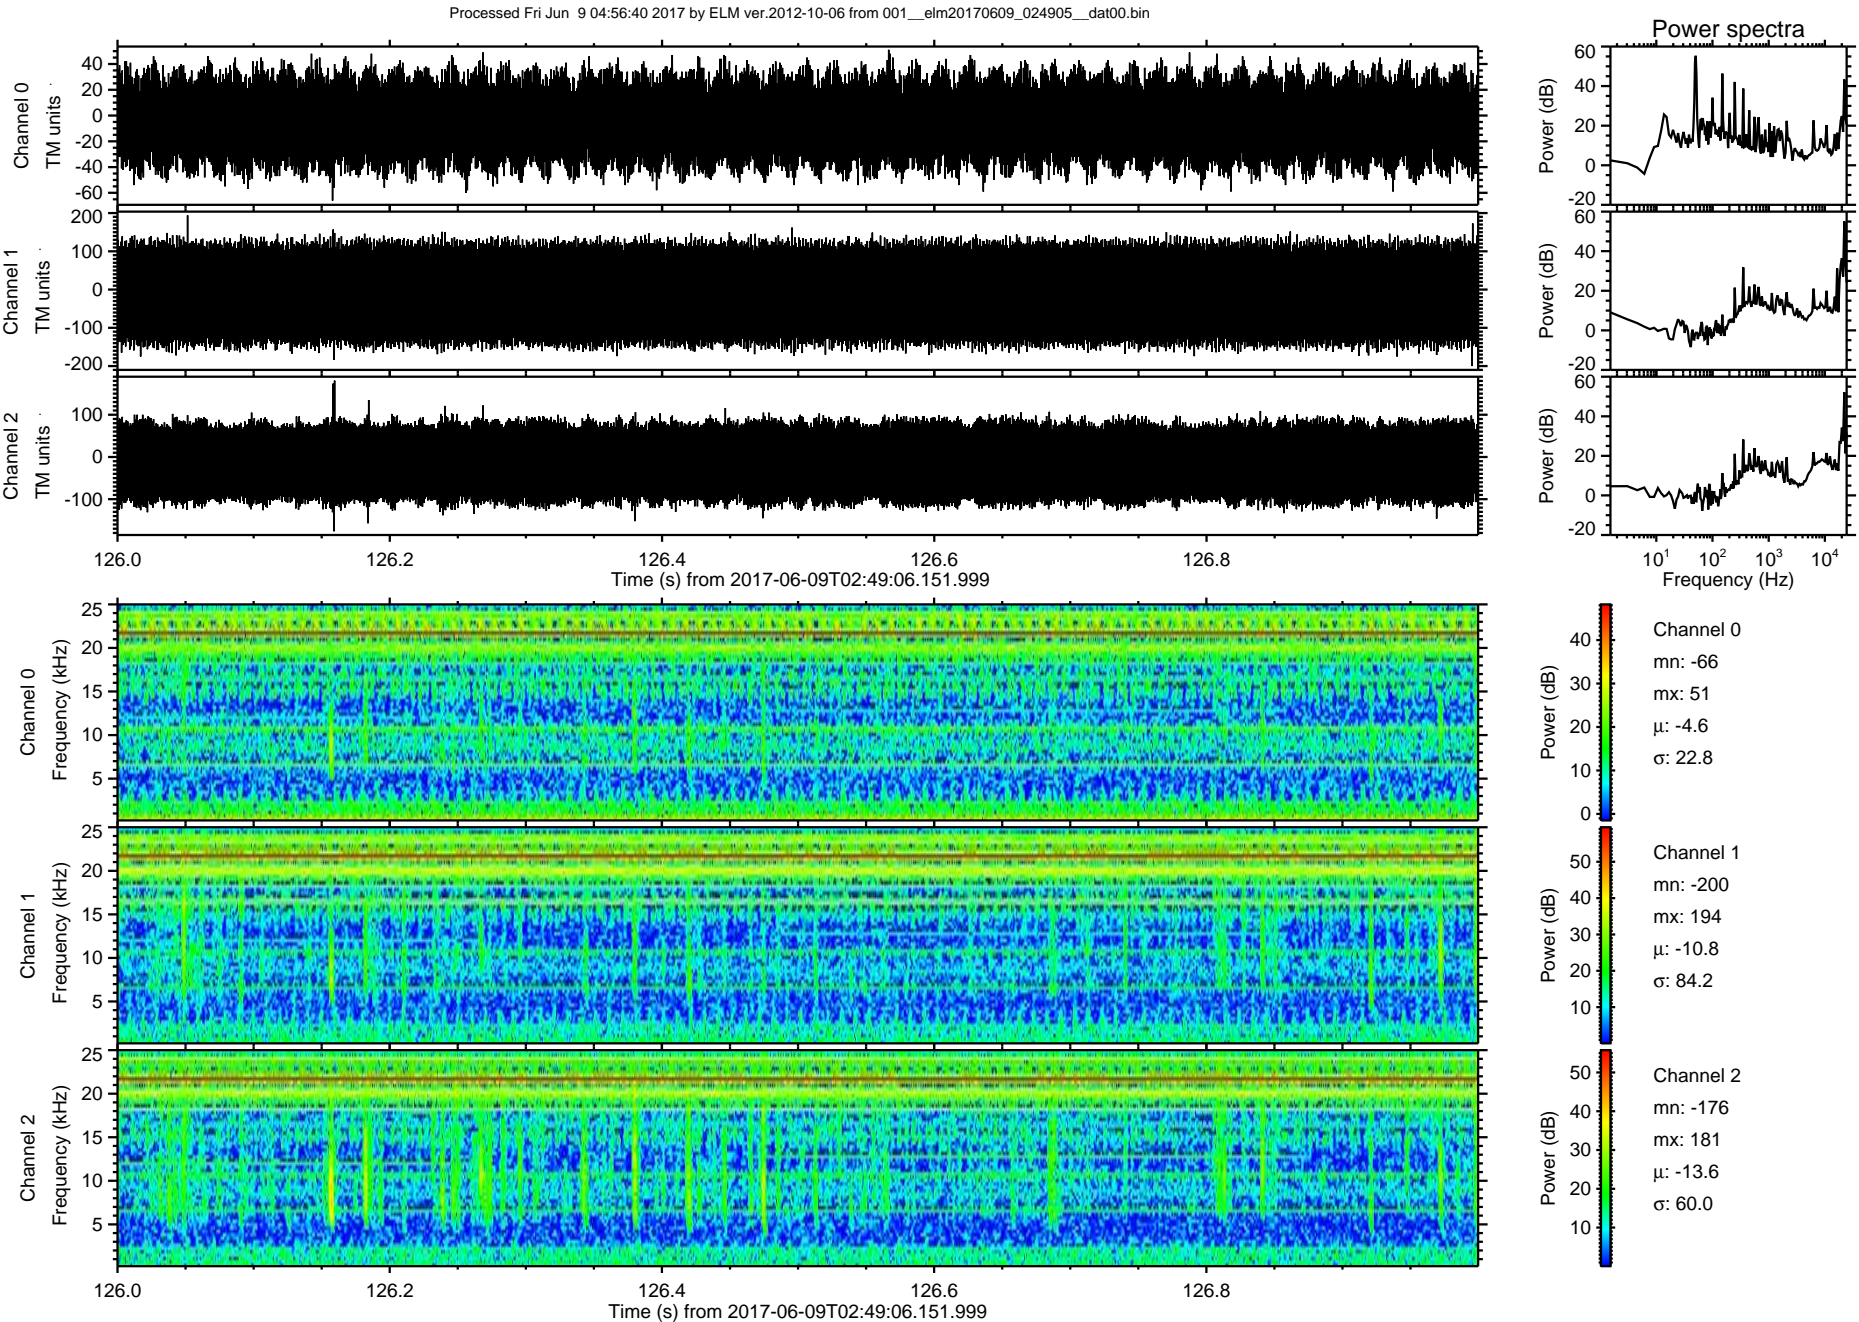 Processed Fri Jun  9 04:56:40 2017 by ELM ver.2012-10-06 from 001__elm20170609_024905__dat00.bin
Power spectra
Channel 0
TM units
40
20
0
-20
-40
-60
Power (dB)
60
40
20
0
-20
Channel 1
TM units
200
100
0
-100
-200
Power (dB)
60
40
20
0
-20
Channel 2
TM units
100
0
-100
Power (dB)
60
40
20
0
-20
126.0 126.2 126.4 126.6 126.8
Time (s) from 2017-06-09T02:49:06.151.999
10^1 10^2 10^3 10^4
Frequency (Hz)
Channel 0
Frequency (kHz)
25
20
15
10
5
Power (dB)
40
30
20
10
0
Channel 0
mn: -66
mx: 51
μ: -4.6
σ: 22.8
Channel 1
Frequency (kHz)
25
20
15
10
5
Power (dB)
50
40
30
20
10
Channel 1
mn: -200
mx: 194
μ: -10.8
σ: 84.2
Channel 2
Frequency (kHz)
25
20
15
10
5
Power (dB)
50
40
30
20
10
Channel 2
mn: -176
mx: 181
μ: -13.6
σ: 60.0
126.0 126.2 126.4 126.6 126.8
Time (s) from 2017-06-09T02:49:06.151.999